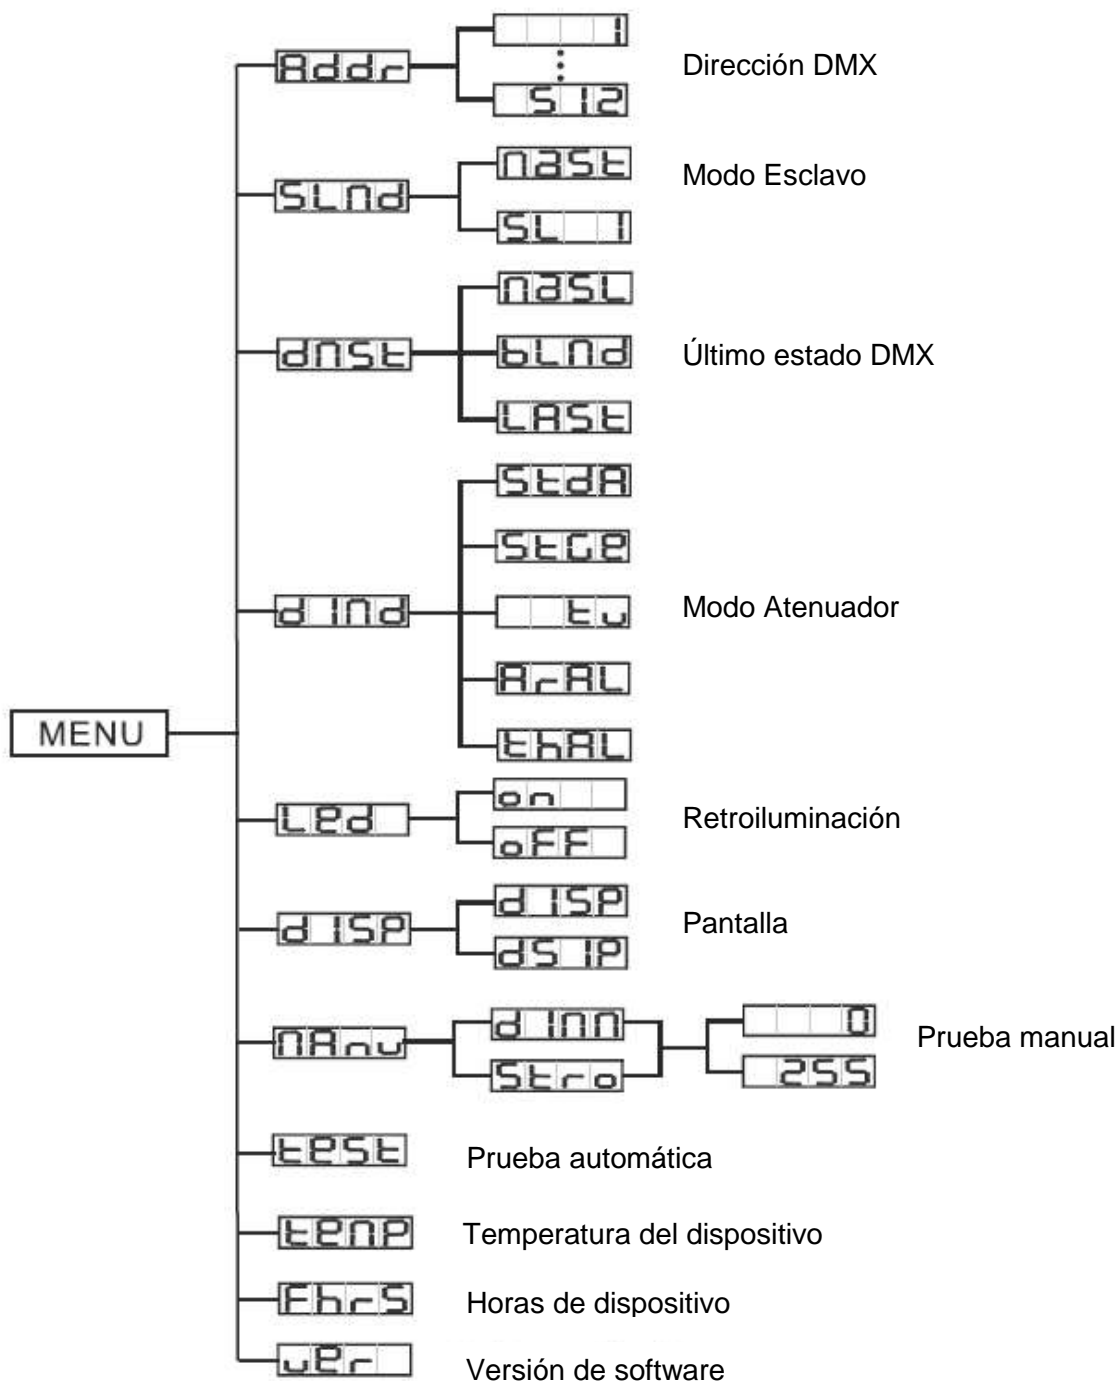 1
Addr
Dirección DMX
512
nast
SLnd
Modo Esclavo
SL 1
naSL
dnSt
bLnd
Último estado DMX
LASt
StdA
StGe
dInd
tv
Modo Atenuador
ArAL
MENU
thAL
on
Led
Retroiluminación
oFF
dISP
dISP
Pantalla
dSIP
dInn
0
nAnv
Prueba manual
Stro
255
teSt
Prueba automática
tenP
Temperatura del dispositivo
FhrS
Horas de dispositivo
ver
Versión de software